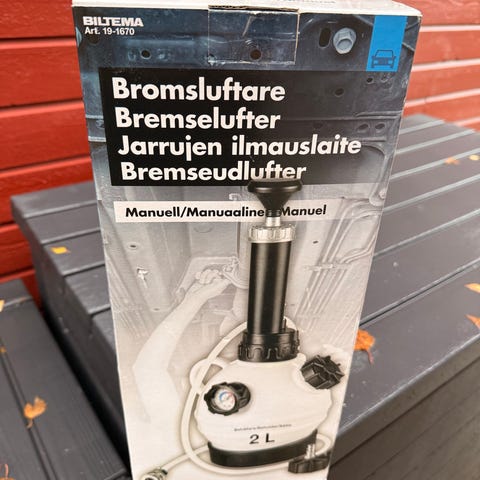 BILTEMA
Art. 19-1670
Bromsluftare
Bremselufter
Jarrujen ilmauslaite
Bremseudlufter
Manuell/Manuaalinen/Manuel
2 L